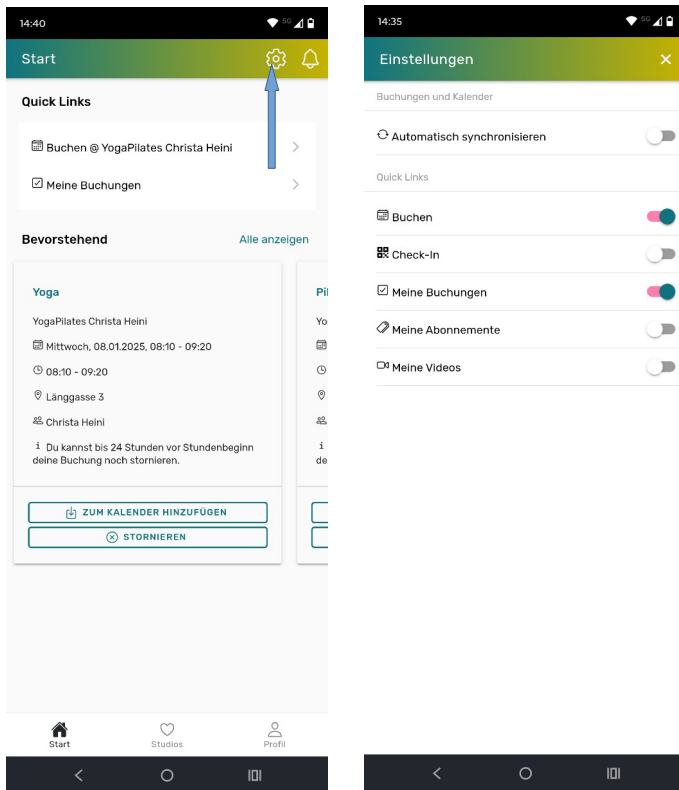 14:40
5G
Start
Quick Links
Buchen @ YogaPilates Christa Heini
Meine Buchungen
Bevorstehend
Alle anzeigen
Yoga
YogaPilates Christa Heini
Mittwoch, 08.01.2025, 08:10 - 09:20
08:10 - 09:20
Länggasse 3
Christa Heini
i Du kannst bis 24 Stunden vor Stundenbeginn
deine Buchung noch stornieren.
ZUM KALENDER HINZUFÜGEN
STORNIEREN
Pil
Yo
i
de
Start
Studios
Profil
14:35
5G
Einstellungen
Buchungen und Kalender
Automatisch synchronisieren
Quick Links
Buchen
Check-In
Meine Buchungen
Meine Abonnemente
Meine Videos